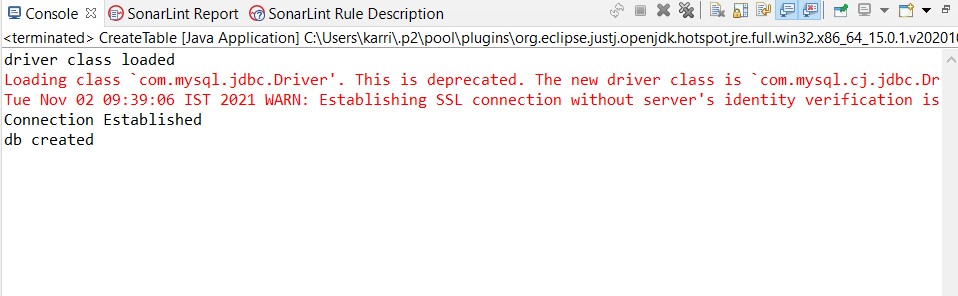 Console SonarLint Report SonarLint Rule Description
<terminated> CreateTable [Java Application] C:\Users\karri\.p2\pool\plugins\org.eclipse.justj.openjdk.hotspot.jre.full.win32.x86_64_15.0.1.v202010
driver class loaded
Loading class `com.mysql.jdbc.Driver'. This is deprecated. The new driver class is `com.mysql.cj.jdbc.Dr
Tue Nov 02 09:39:06 IST 2021 WARN: Establishing SSL connection without server's identity verification is
Connection Established
db created